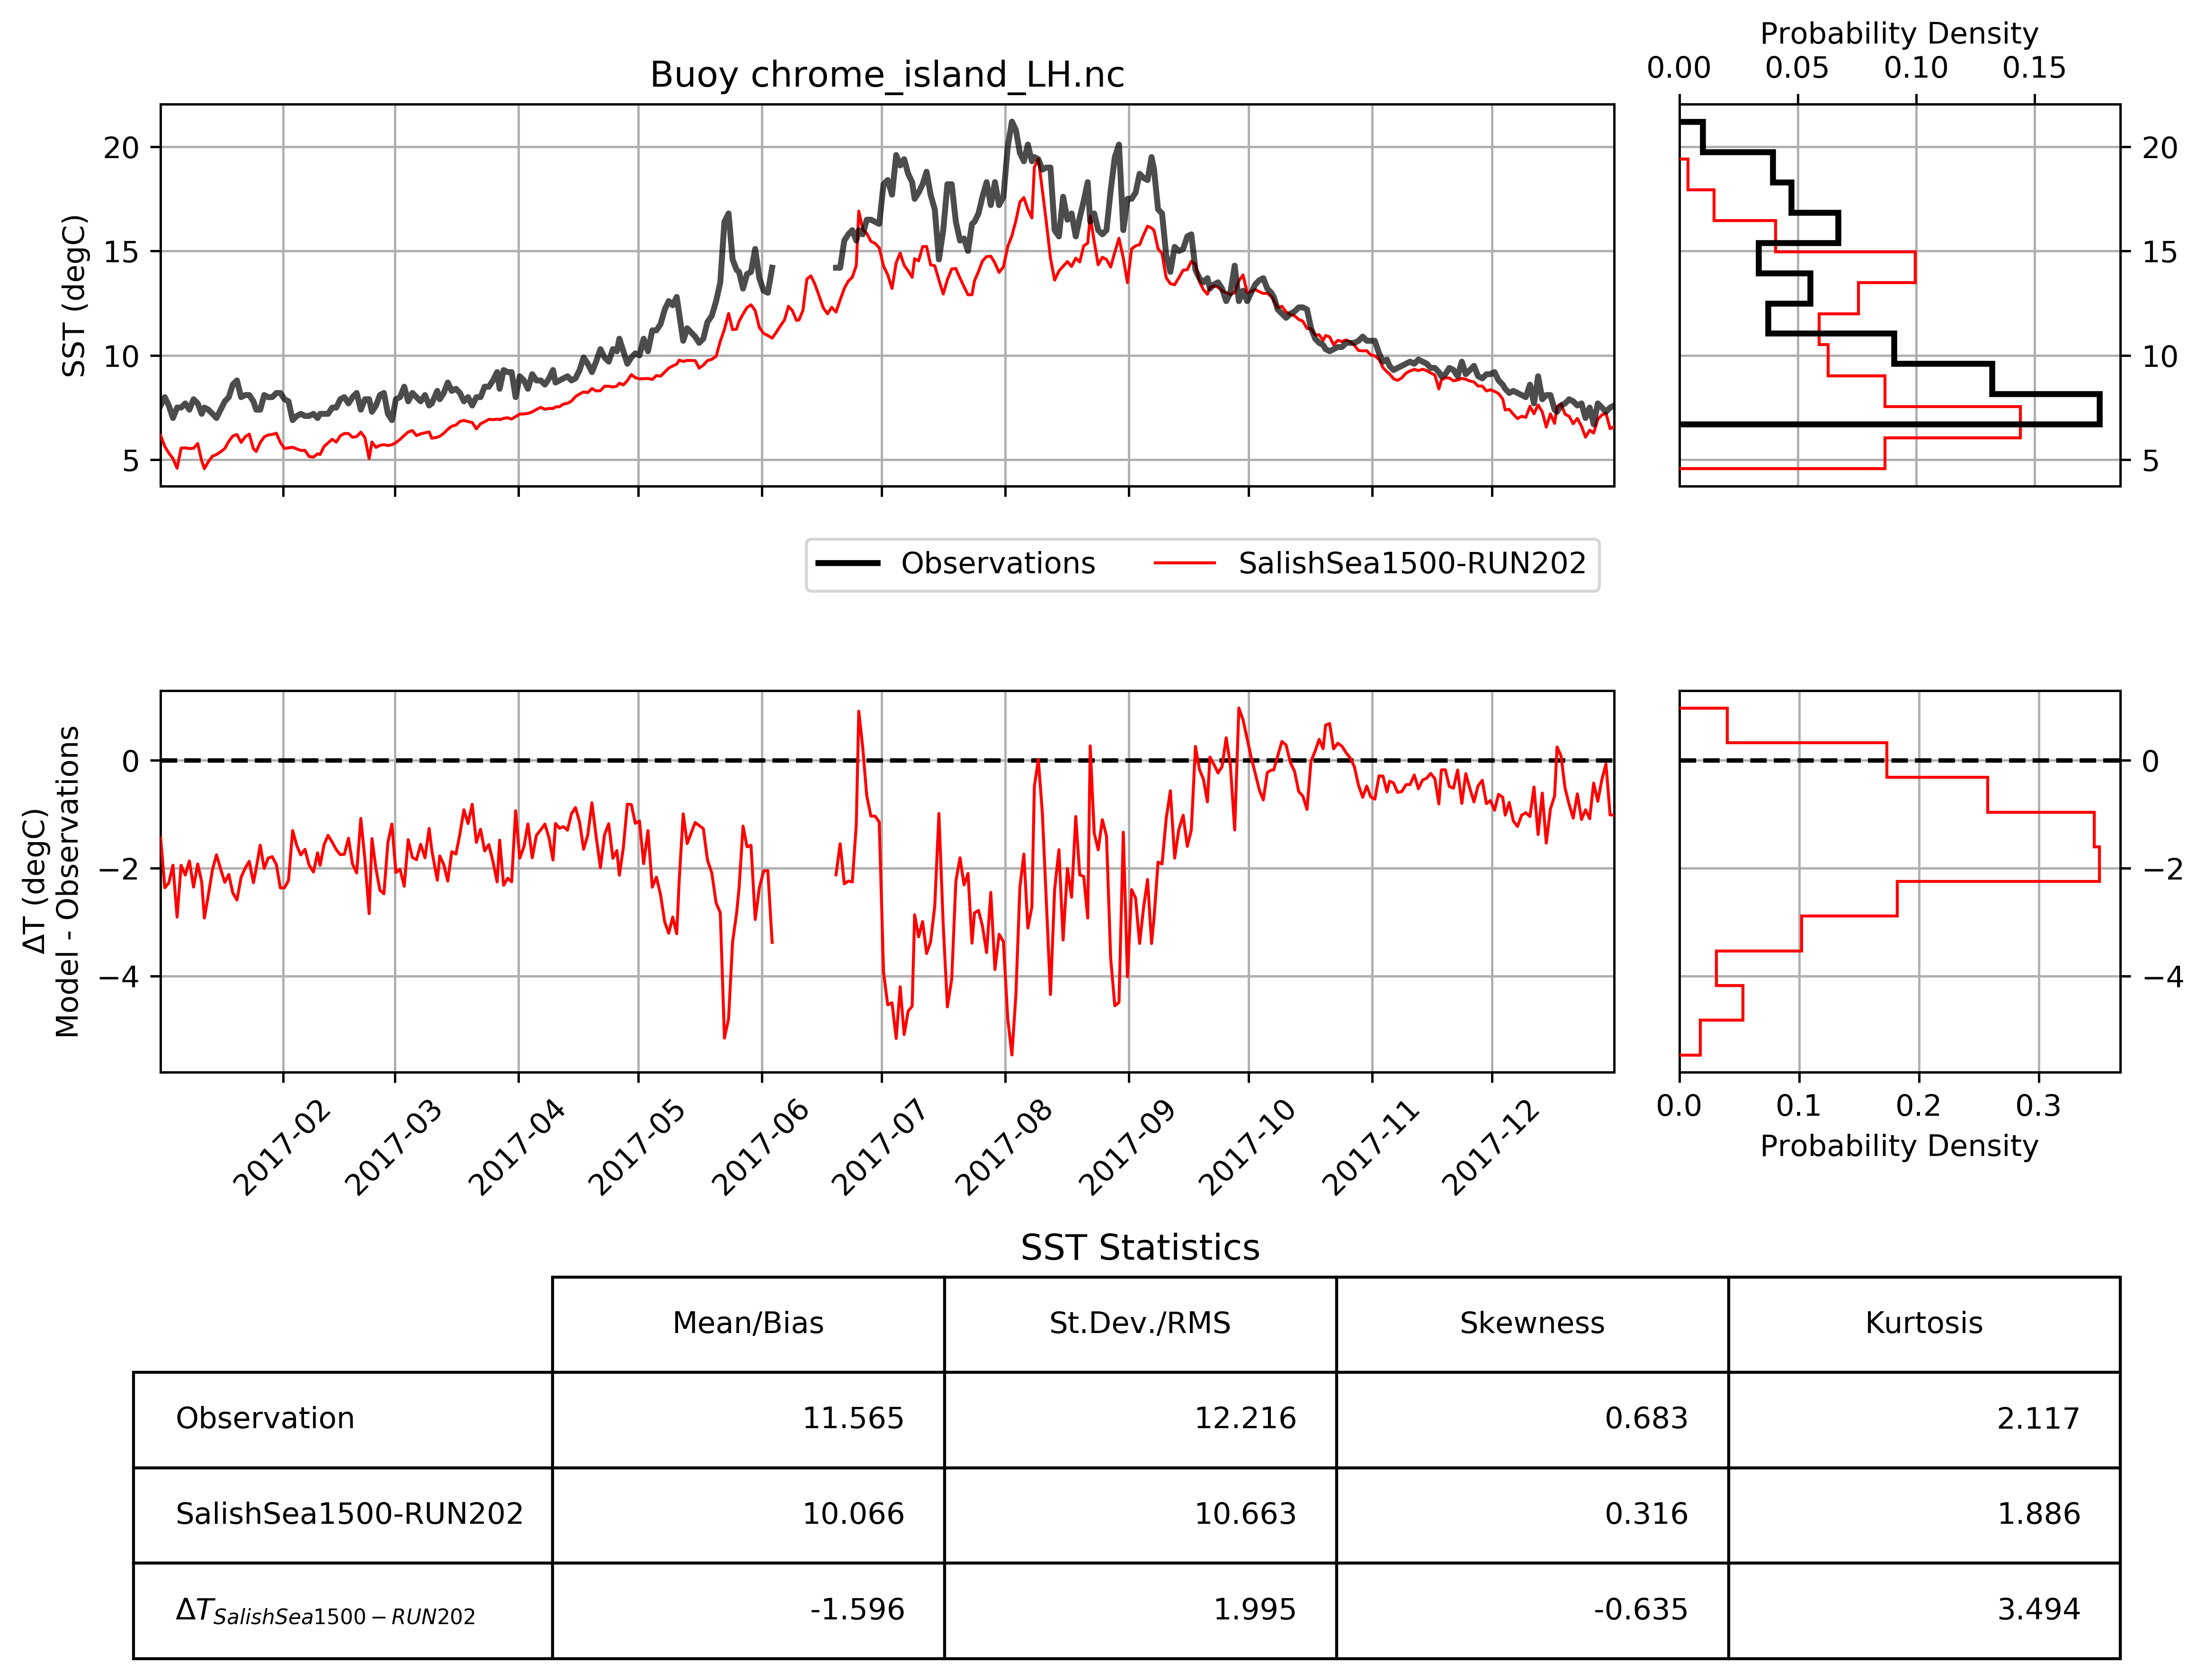 Probability Density
0.00 0.05 0.10 0.15
Buoy chrome_island_LH.nc
SST (degC)
20
15
10
5
20
15
10
5
Observations SalishSea1500-RUN202
ΔT (degC)
Model - Observations
0
−2
−4
0
−2
−4
2017-02 2017-03 2017-04 2017-05 2017-06 2017-07 2017-08 2017-09 2017-10 2017-11 2017-12
0.0 0.1 0.2 0.3
Probability Density
SST Statistics
Mean/Bias St.Dev./RMS Skewness Kurtosis
Observation 11.565 12.216 0.683 2.117
SalishSea1500-RUN202 10.066 10.663 0.316 1.886
ΔT SalishSea1500−RUN202 -1.596 1.995 -0.635 3.494